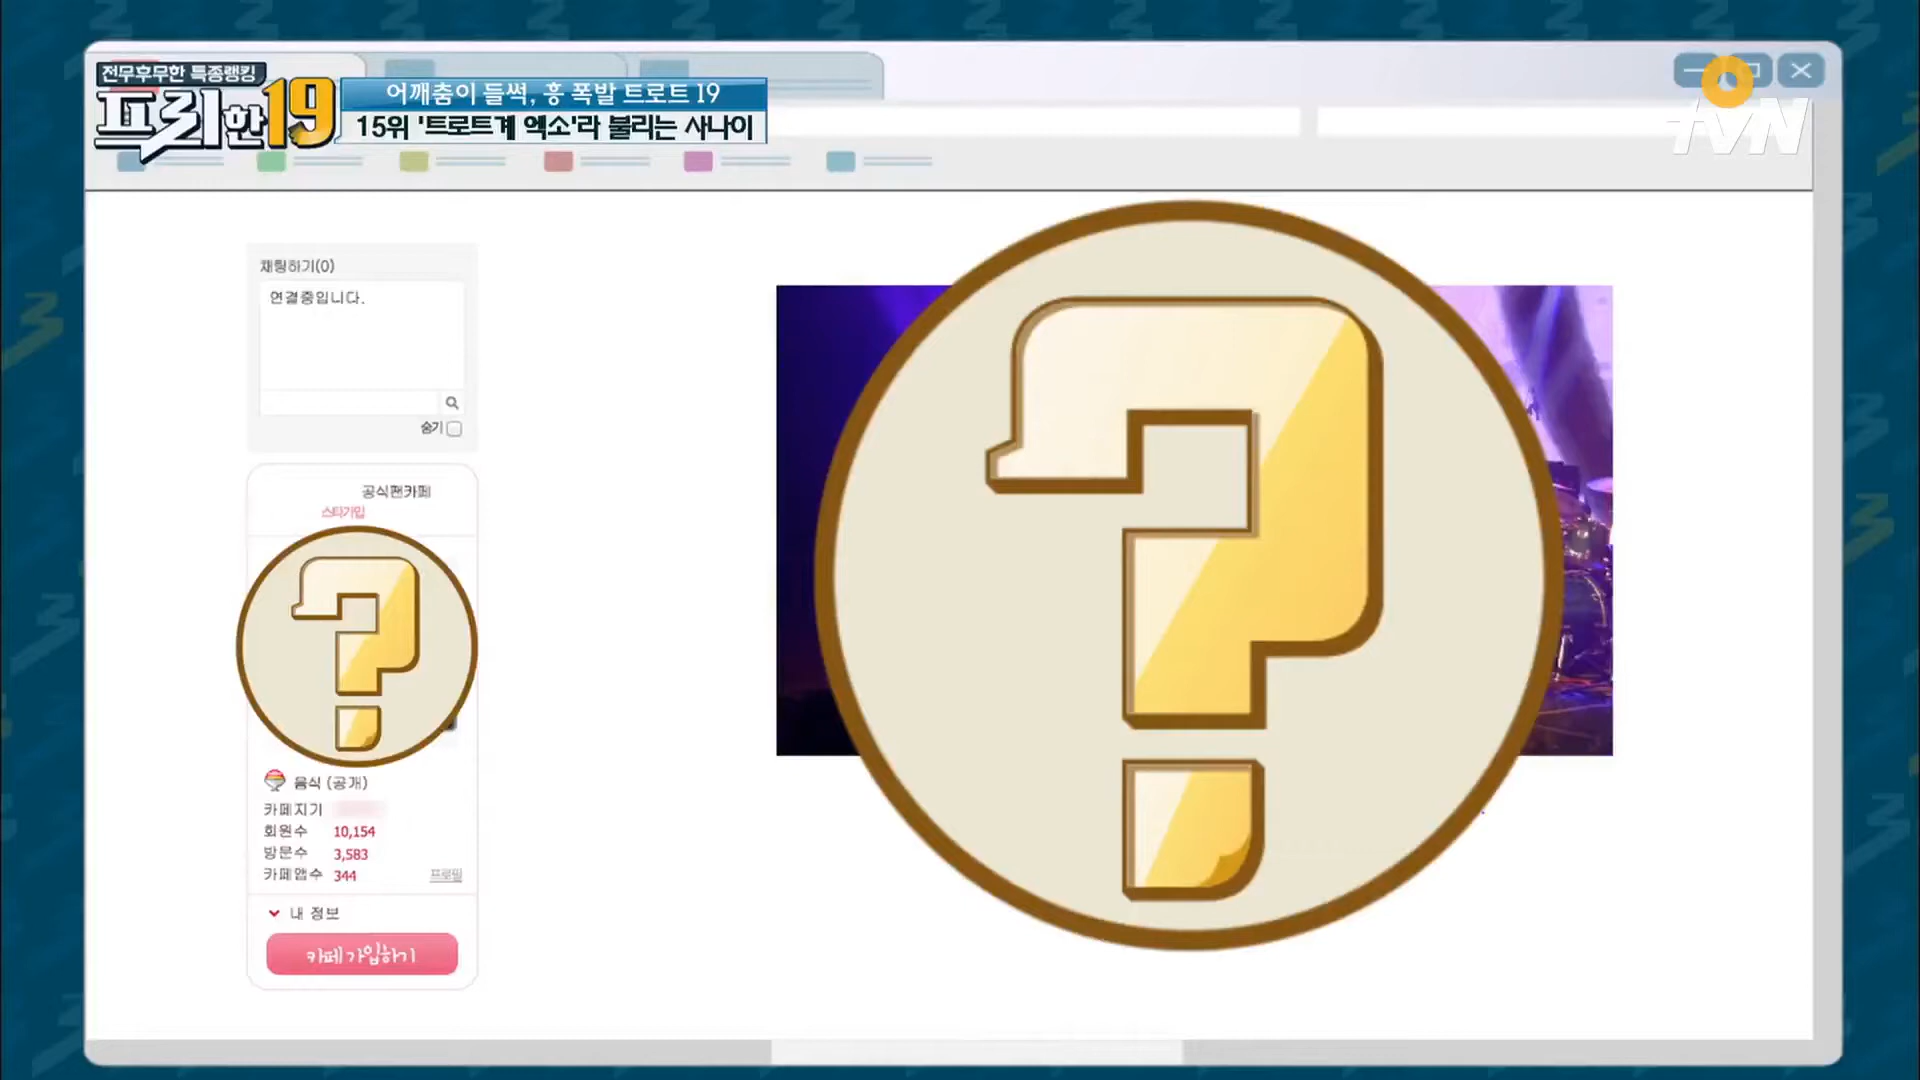 전무후무한 특종랭킹
프리한19
어깨춤이 들썩, 흥 폭발 트로트 19
15위 '트로트계 엑소'라 불리는 사나이
tvN
채팅하기(0)
연결중입니다.
숨기
공식팬카페
스타가입
음식 (공개)
카페지기
회원수 10,154
방문수 3,583
카페앱수 344
프로필
내 정보
카페 가입하기